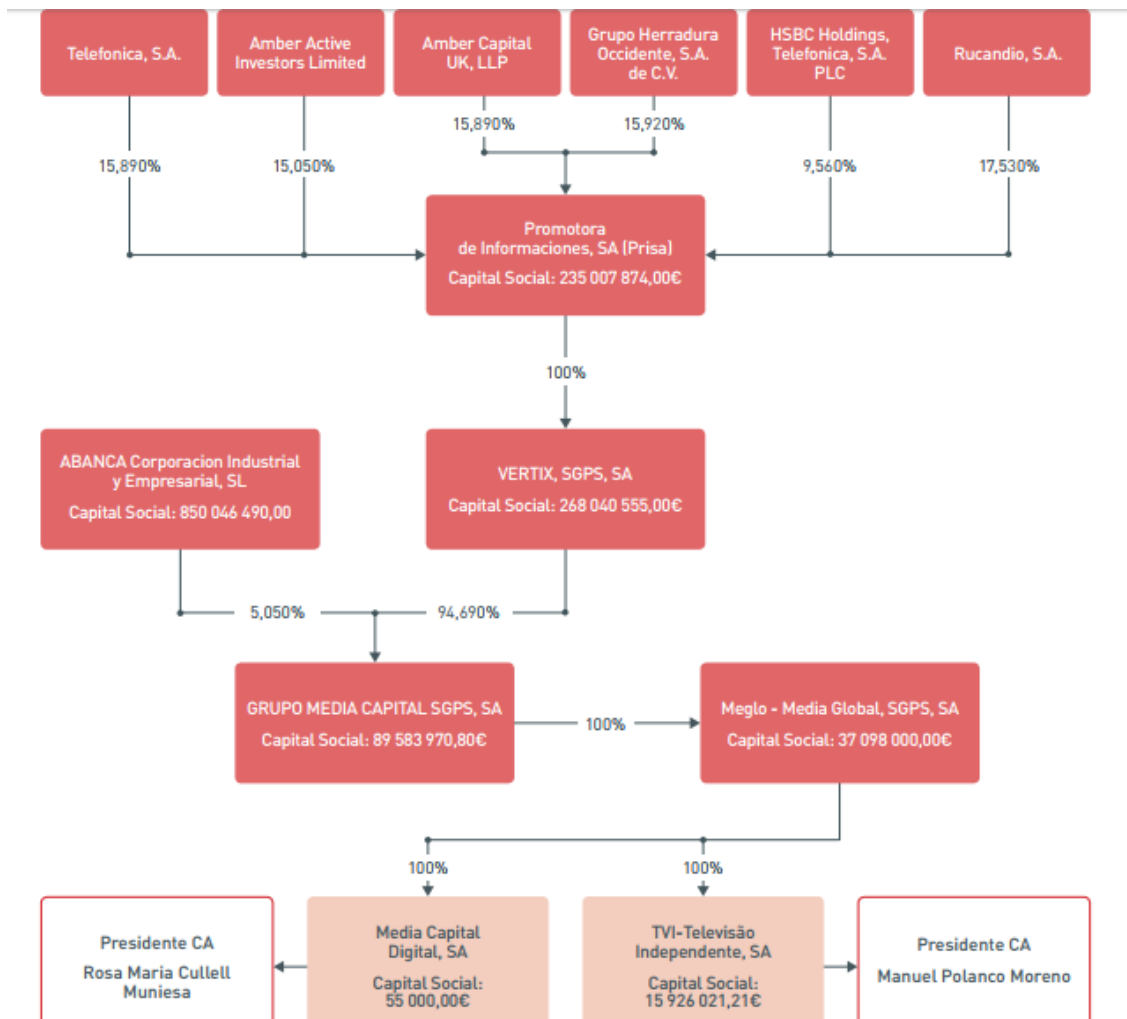 Telefonica, S.A.
Amber Active
Investors Limited
Amber Capital
UK, LLP
Grupo Herradura
Occidente, S.A.
de C.V.
HSBC Holdings,
Telefonica, S.A.
PLC
Rucandio, S.A.
15,890%
15,920%
15,890%
15,050%
9,560%
17,530%
Promotora
de Informaciones, SA (Prisa)
Capital Social: 235 007 874,00€
100%
ABANCA Corporacion Industrial
y Empresarial, SL
Capital Social: 850 046 490,00
VERTIX, SGPS, SA
Capital Social: 268 040 555,00€
5,050%
94,690%
GRUPO MEDIA CAPITAL SGPS, SA
Capital Social: 89 583 970,80€
100%
Meglo - Media Global, SGPS, SA
Capital Social: 37 098 000,00€
100%
100%
Presidente CA
Rosa Maria Cullell
Muniesa
Media Capital
Digital, SA
Capital Social:
55 000,00€
TVI-Televisão
Independente, SA
Capital Social:
15 926 021,21€
Presidente CA
Manuel Polanco Moreno